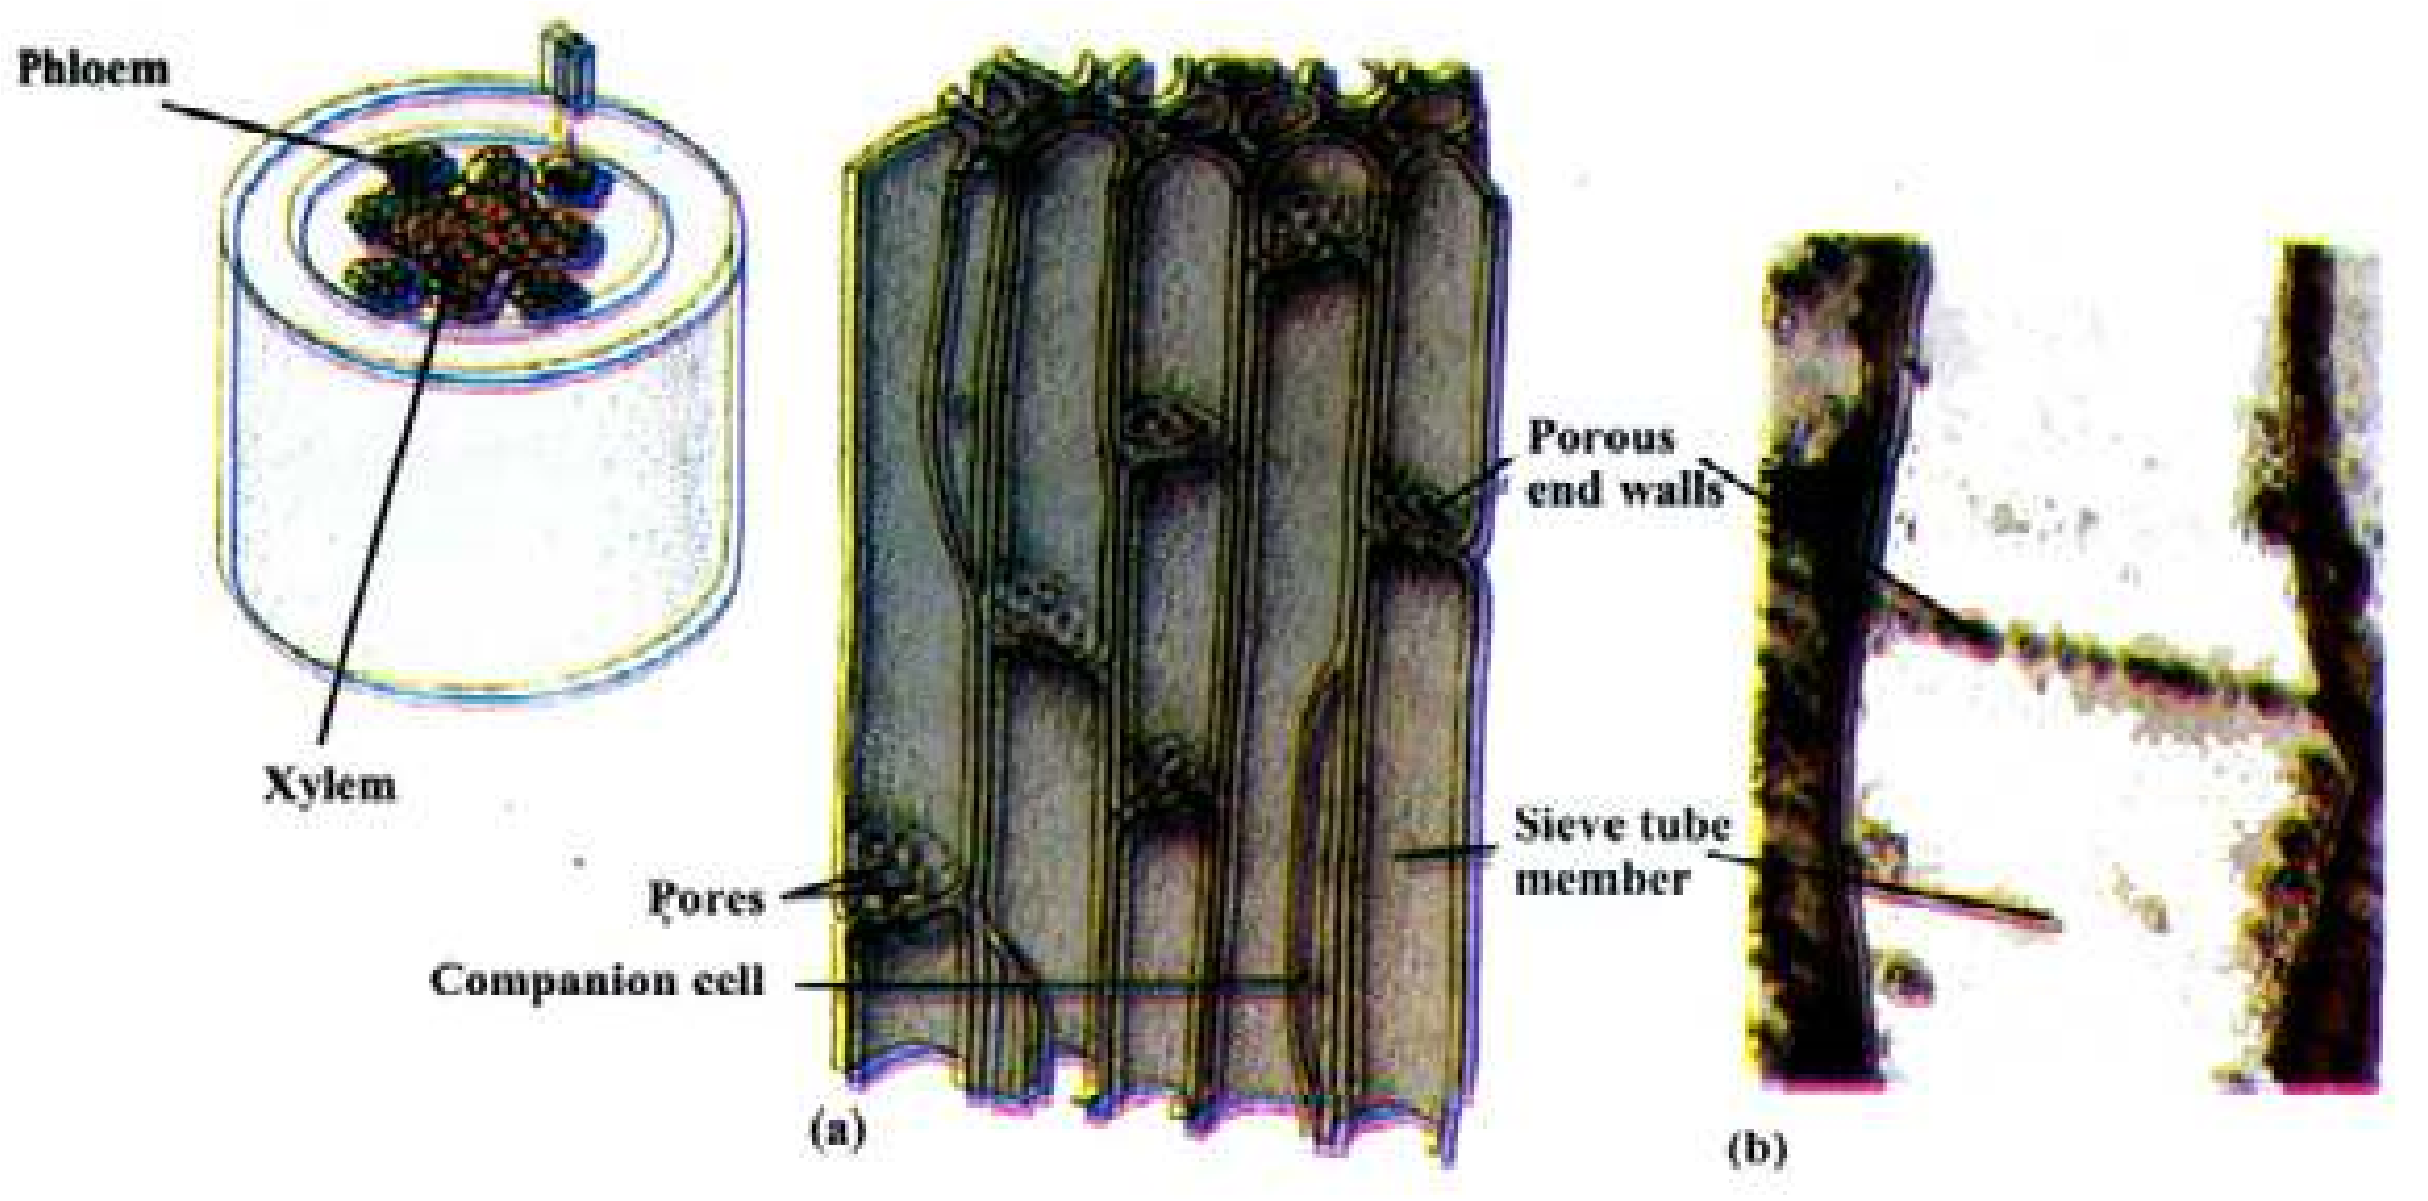 Phloem
Xylem
Pores
Companion cell
Porous
end walls
Sieve tube
member
(a)
(b)